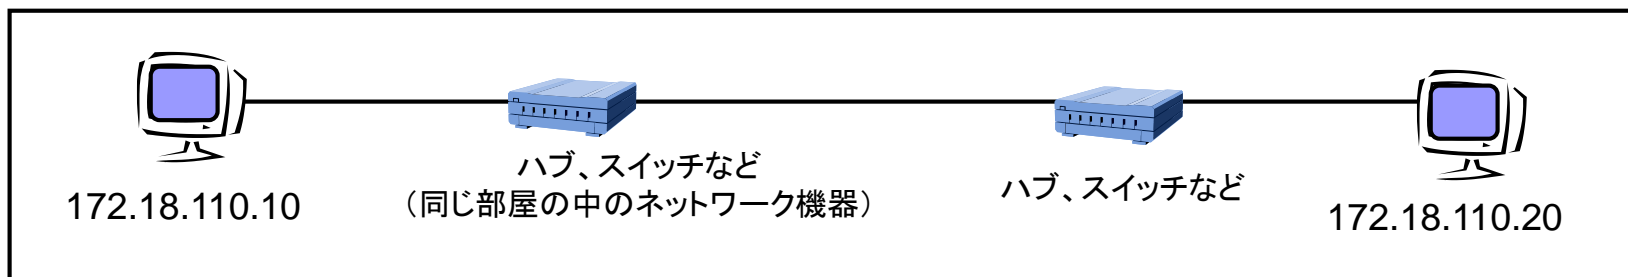 ハブ、スイッチなど
(同じ部屋の中のネットワーク機器)
ハブ、スイッチなど
172.18.110.10
172.18.110.20